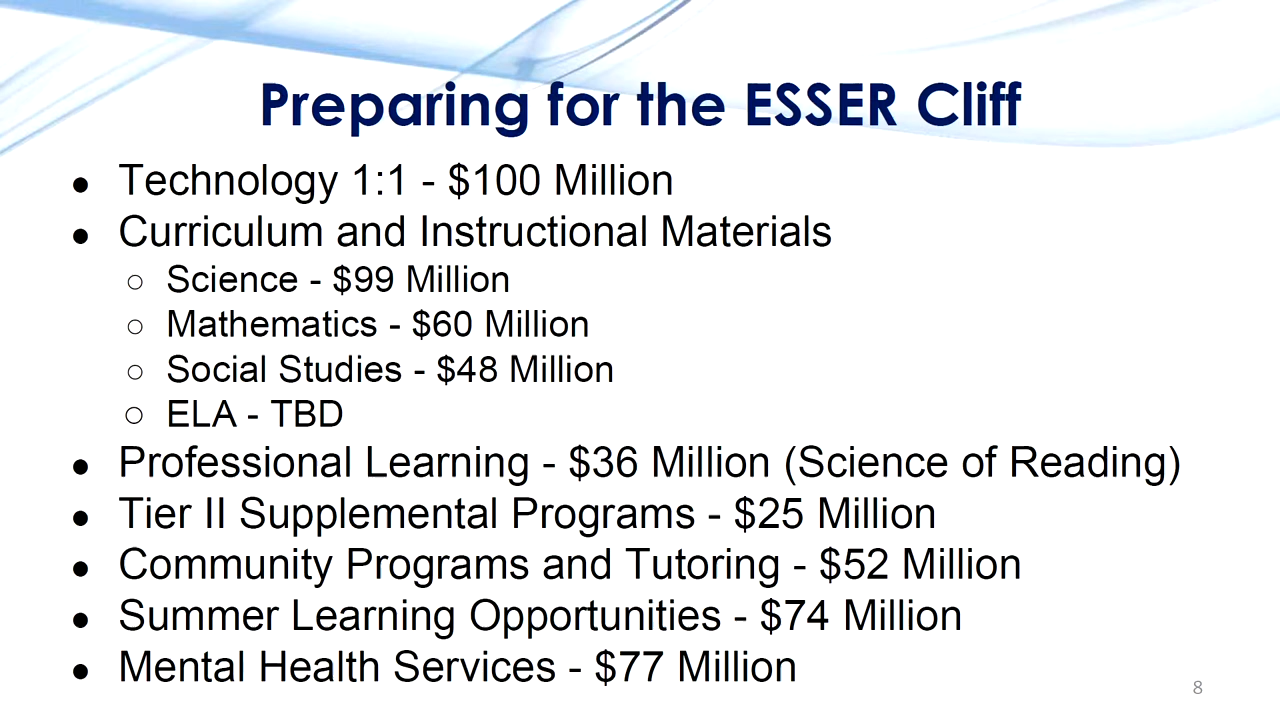 Preparing for the ESSER Cliff
● Technology 1:1 - $100 Million
● Curriculum and Instructional Materials
○ Science - $99 Million
○ Mathematics - $60 Million
○ Social Studies - $48 Million
○ ELA - TBD
● Professional Learning - $36 Million (Science of Reading)
● Tier II Supplemental Programs - $25 Million
● Community Programs and Tutoring - $52 Million
● Summer Learning Opportunities - $74 Million
● Mental Health Services - $77 Million
8